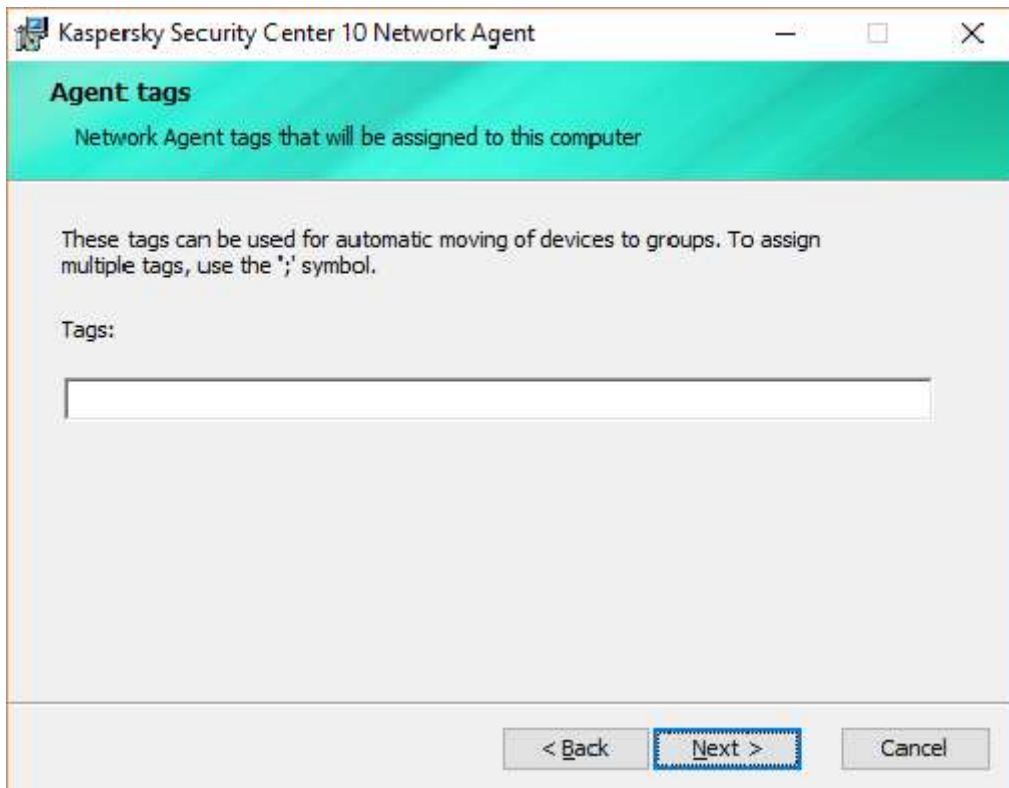 Kaspersky Security Center 10 Network Agent
Agent tags
Network Agent tags that will be assigned to this computer
These tags can be used for automatic moving of devices to groups. To assign
multiple tags, use the ';' symbol.
Tags:
< Back
Next >
Cancel